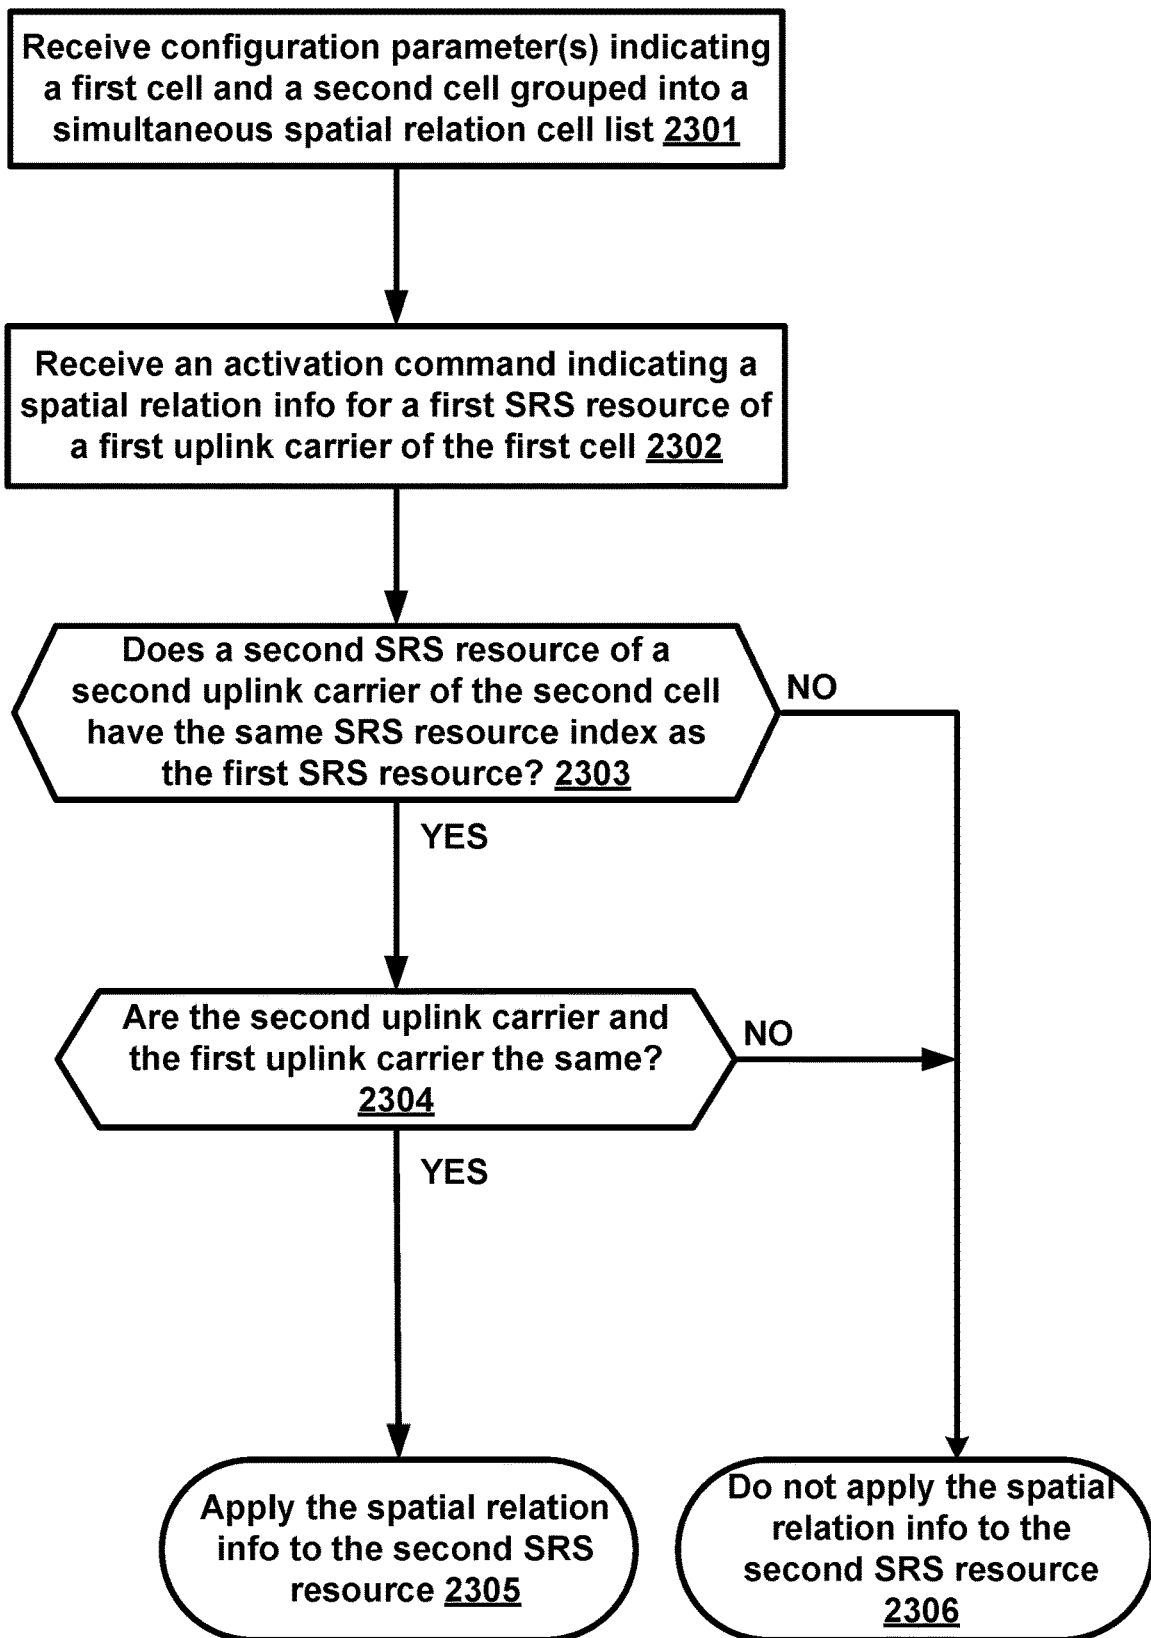 Receive configuration parameter(s) indicating
a first cell and a second cell grouped into a
simultaneous spatial relation cell list 2301
Receive an activation command indicating a
spatial relation info for a first SRS resource of
a first uplink carrier of the first cell 2302
Does a second SRS resource of a
second uplink carrier of the second cell
have the same SRS resource index as
the first SRS resource? 2303
NO
YES
Are the second uplink carrier and
the first uplink carrier the same?
2304
NO
YES
Apply the spatial relation
info to the second SRS
resource 2305
Do not apply the spatial
relation info to the
second SRS resource
2306